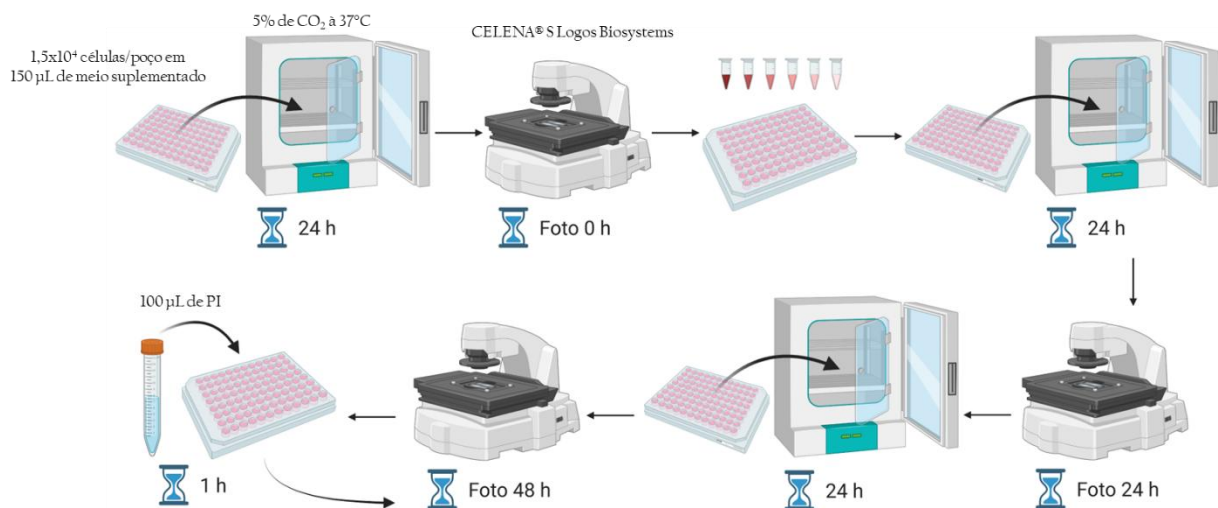 5% de CO₂ à 37°C
1,5x10⁴ células/poço em
150 µL de meio suplementado
CELENA® S Logos Biosystems
24 h
Foto 0 h
24 h
100 µL de PI
1 h
Foto 48 h
24 h
Foto 24 h